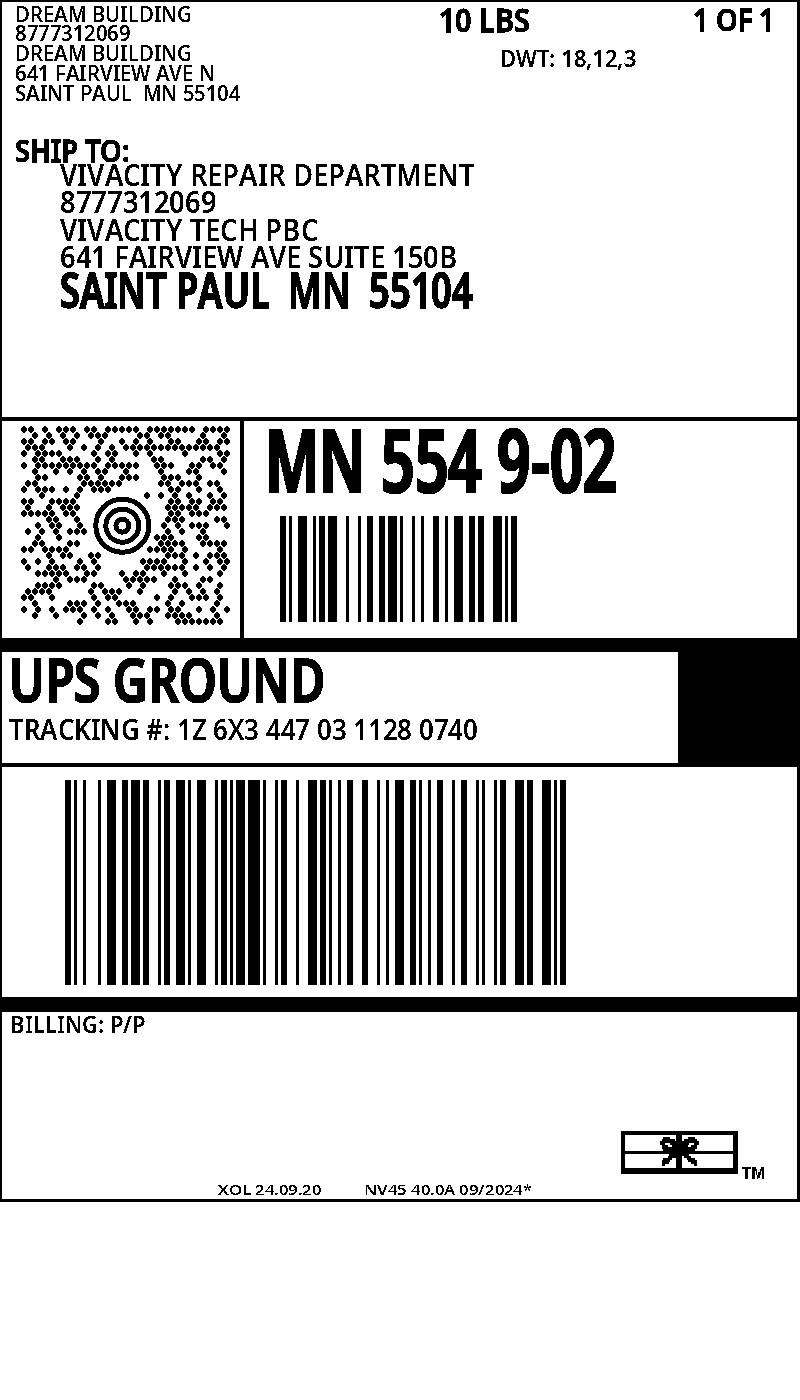 DREAM BUILDING
8777312069
DREAM BUILDING
641 FAIRVIEW AVE N
SAINT PAUL  MN 55104
10 LBS
1 OF 1
DWT: 18,12,3
SHIP TO:
VIVACITY REPAIR DEPARTMENT
8777312069
VIVACITY TECH PBC
641 FAIRVIEW AVE SUITE 150B
SAINT PAUL  MN  55104
MN 554 9-02
UPS GROUND
TRACKING #: 1Z 6X3 447 03 1128 0740
BILLING: P/P
TM
XOL 24.09.20
NV45 40.0A 09/2024*